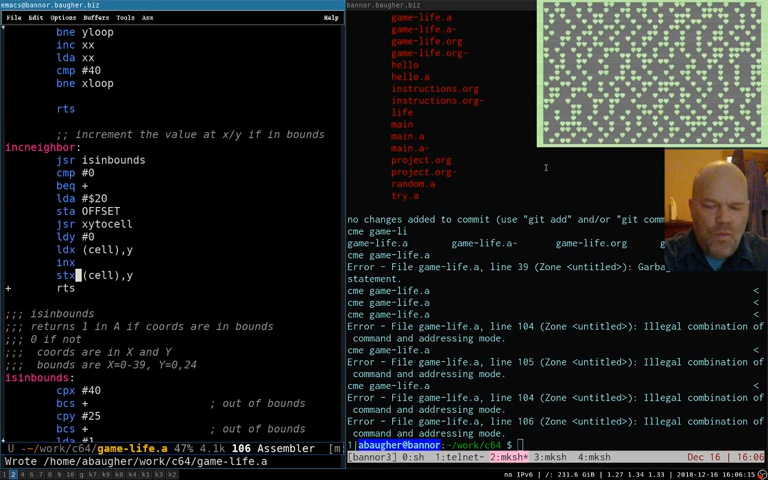 emacs@bannor.baugher.biz
File Edit Options Buffers Tools Ass Help
bne yloop
inc xx
lda xx
cmp #40
bne xloop
rts
;; increment the value at x/y if in bounds
incneighbor:
jsr isinbounds
cmp #0
beq +
lda #$20
sta OFFSET
jsr xytocell
ldy #0
ldx (cell),y
inx
stx (cell),y
+ rts
;;; isinbounds
;;; returns 1 in A if coords are in bounds
;;; 0 if not
;;; coords are in X and Y
;;; bounds are X=0-39, Y=0,24
isinbounds:
cpx #40
bcs + ; out of bounds
cpy #25
bcs + ; out of bounds
lda #1
U -~/work/c64/game-life.a 47% 4.1k 106 Assembler [m
Wrote /home/abaugher/work/c64/game-life.a
bannor.baugher.biz
game-life.a
game-life.a~
game-life.org
game-life.org~
hello
hello.a
instructions.org
instructions.org~
life
main
main.a
main.a~
project.org
project.org~
random.a
try.a
no changes added to commit (use "git add" and/or "git com
cme game-li
game-life.a game-life.a~ game-life.org g
cme game-life.a
Error - File game-life.a, line 39 (Zone <untitled>): Garba
statement.
cme game-life.a <
cme game-life.a <
cme game-life.a <
Error - File game-life.a, line 104 (Zone <untitled>): Illegal combination of
command and addressing mode.
cme game-life.a <
Error - File game-life.a, line 105 (Zone <untitled>): Illegal combination of
command and addressing mode.
cme game-life.a <
Error - File game-life.a, line 104 (Zone <untitled>): Illegal combination of
command and addressing mode.
Error - File game-life.a, line 106 (Zone <untitled>): Illegal combination of
command and addressing mode.
1|abaugher@bannor:~/work/c64 $
[bannor3] 0:sh 1:telnet- 2:mksh* 3:mksh 4:mksh Dec 16 | 16:06
no IPv6 | /: 231.6 GiB | 1.27 1.34 1.33 | 2018-12-16 16:06:15